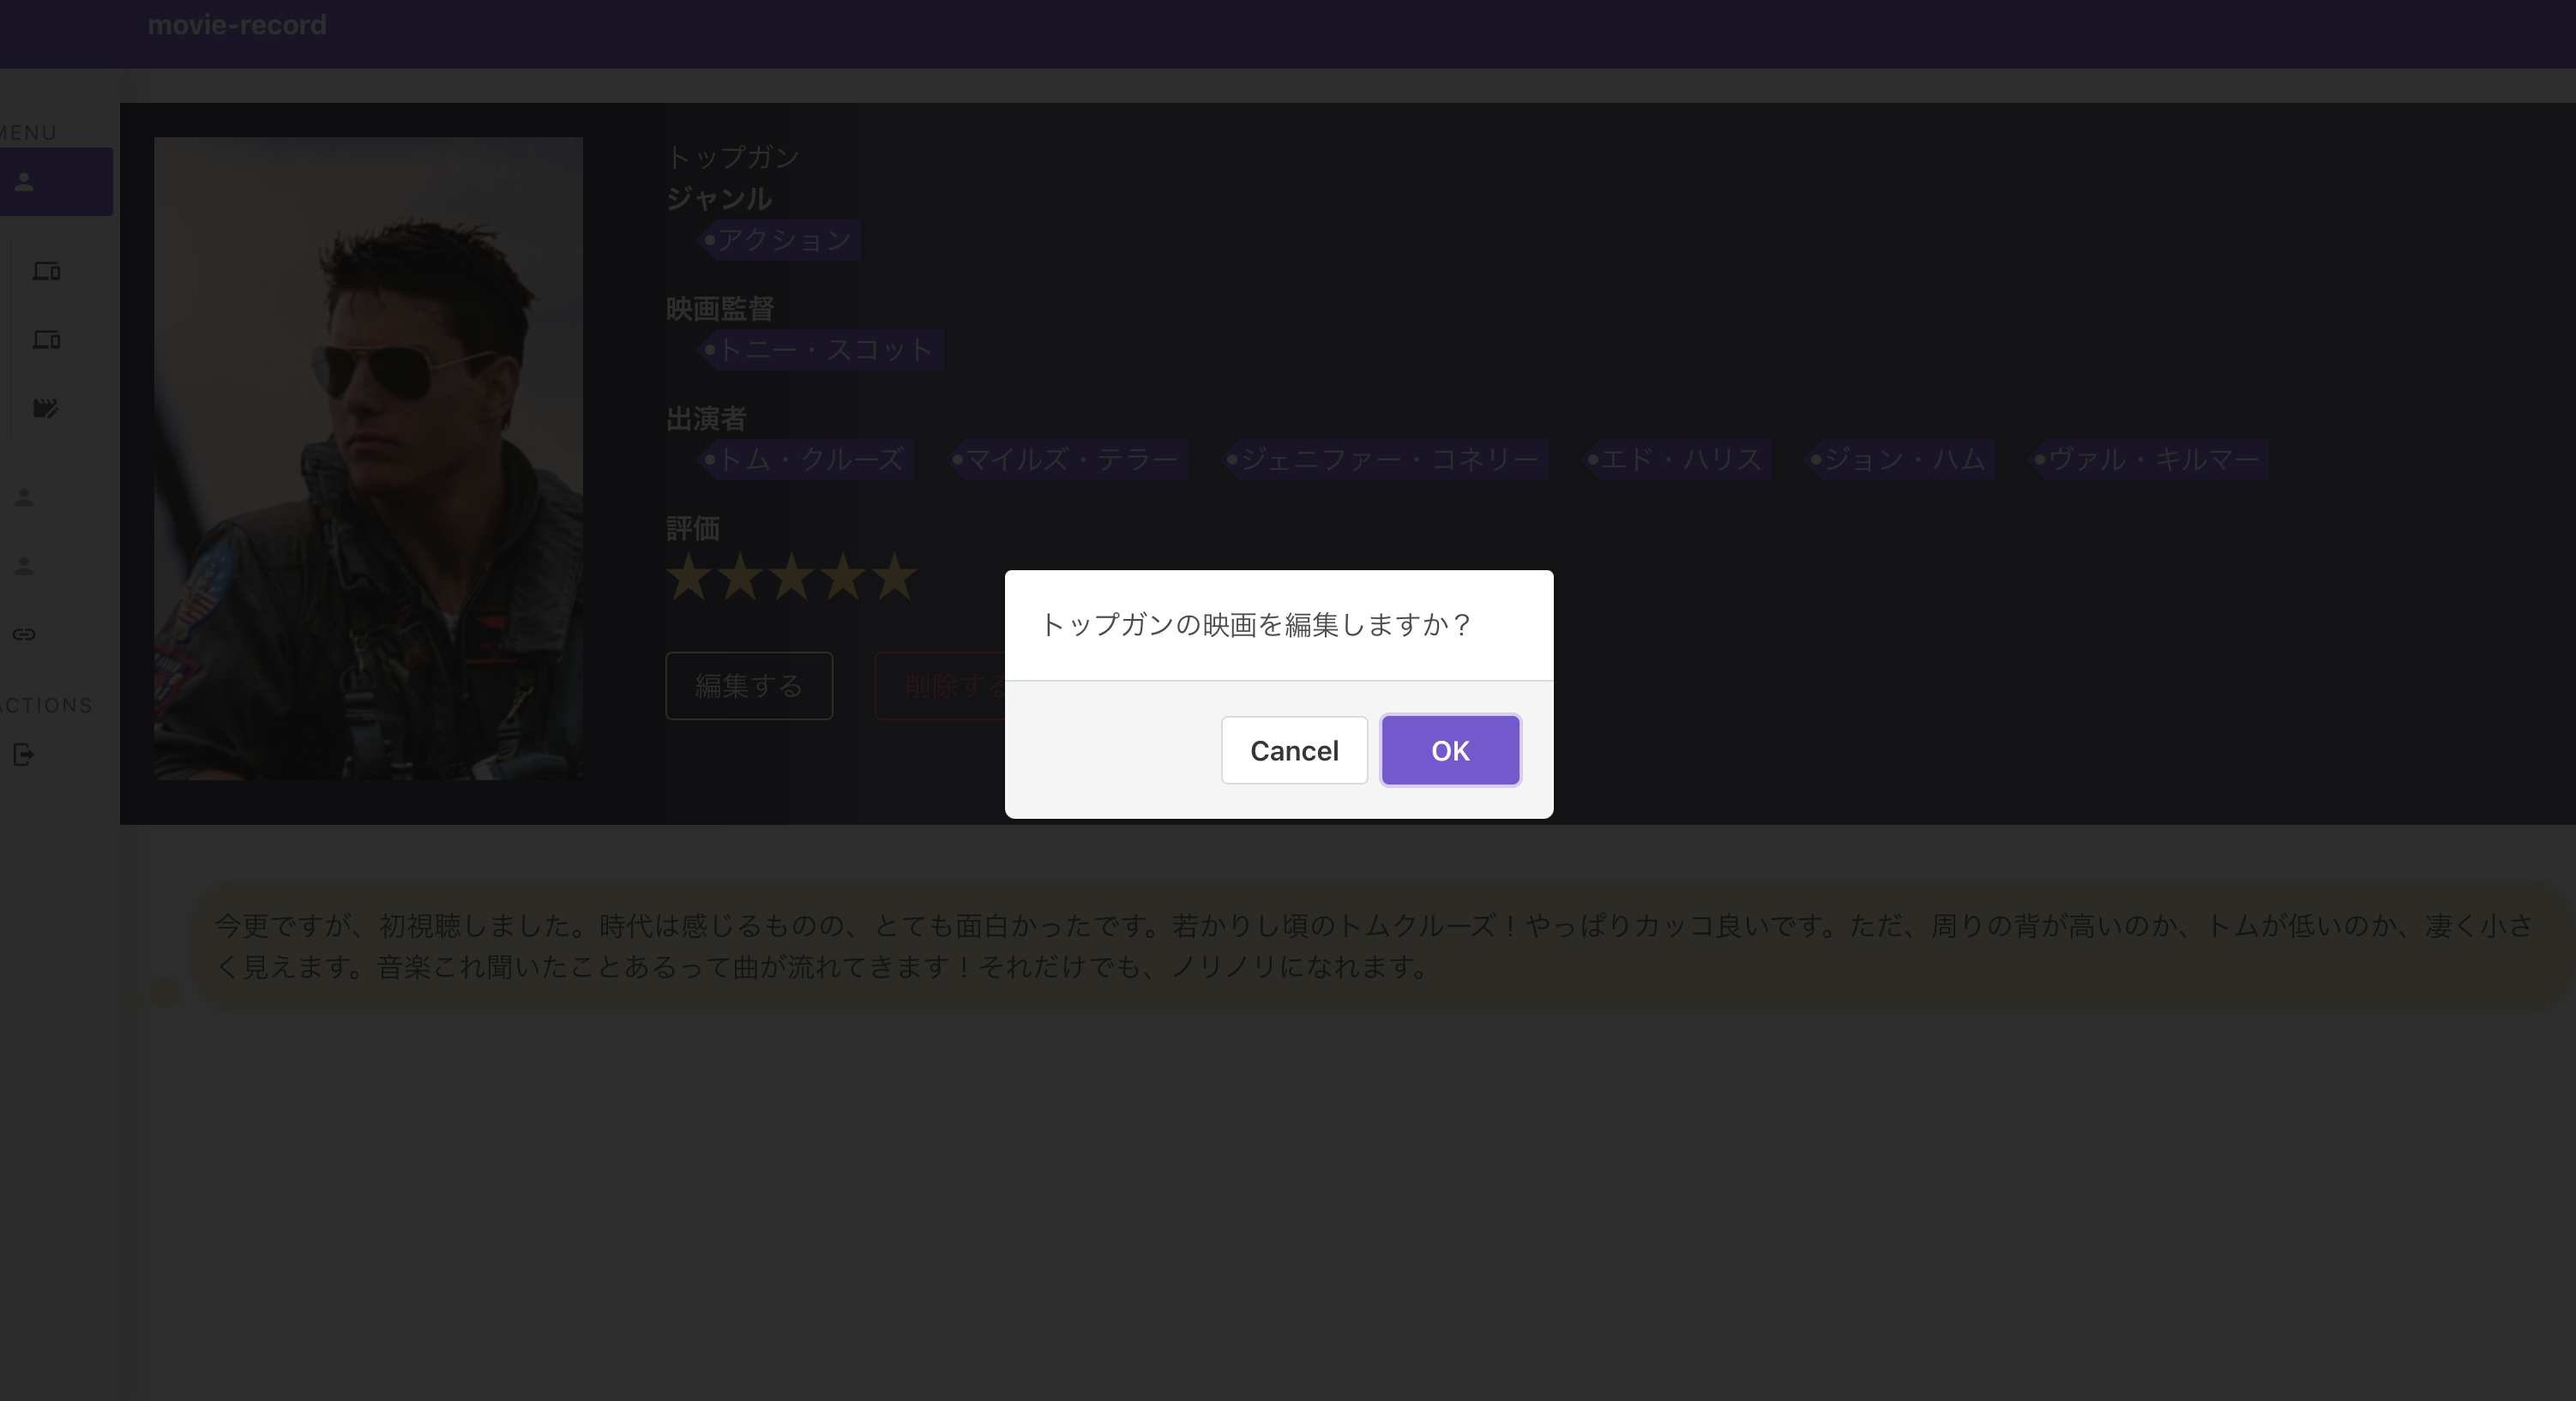 movie-record
MENU
トップガン
ジャンル
アクション
映画監督
トニー・スコット
出演者
トム・クルーズ マイルズ・テラー ジェニファー・コネリー エド・ハリス ジョン・ハム ヴァル・キルマー
評価
★★★★★
トップガンの映画を編集しますか？
編集する 削除する
ACTIONS
Cancel OK
今更ですが、初視聴しました。時代は感じるものの、とても面白かったです。若かりし頃のトムクルーズ！やっぱりカッコ良いです。ただ、周りの背が高いのか、トムが低いのか、凄く小さ
く見えます。音楽これ聞いたことあるって曲が流れてきます！それだけでも、ノリノリになれます。